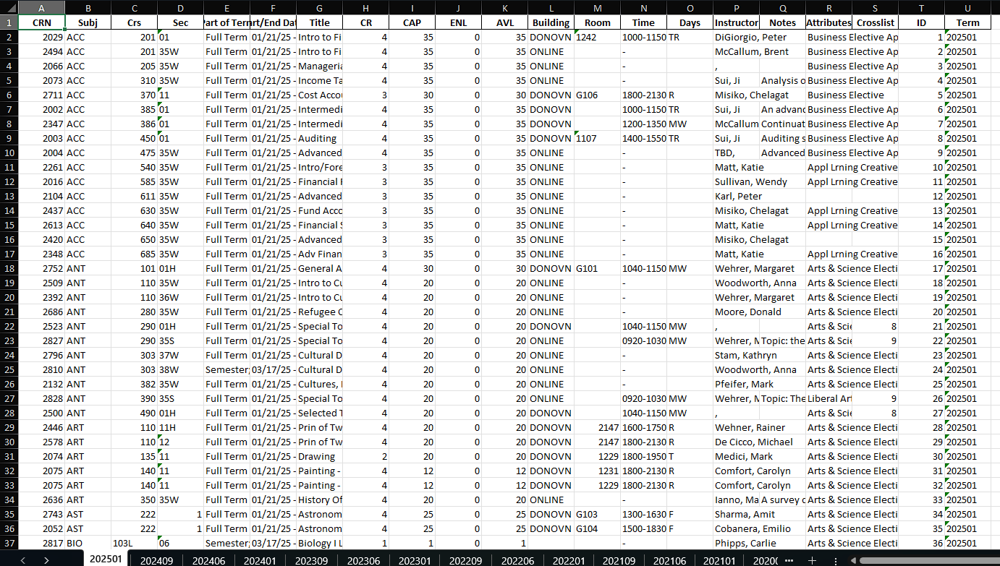 A B C D E F G H I J K L M N O P Q R S T U
1 CRN Subj Crs Sec Part of Term rt/End Dat Title CR CAP ENL AVL Building Room Time Days Instructor Notes Attributes Crosslist ID Term
2 2029 ACC 201 01 Full Term 01/21/25 - Intro to Fi 4 35 0 35 DONOVN 1242 1000-1150 TR DiGiorgio, Peter Business Elective Ap 1 202501
3 2494 ACC 201 35W Full Term 01/21/25 - Intro to Fi 4 35 0 35 ONLINE - McCallum, Brent Business Elective Ap 2 202501
4 2066 ACC 205 35W Full Term 01/21/25 - Manageria 4 35 0 35 ONLINE - , Business Elective Ap 3 202501
5 2073 ACC 310 35W Full Term 01/21/25 - Income Ta 4 35 0 35 ONLINE - Sui, Ji Analysis o Business Elective Ap 4 202501
6 2711 ACC 370 11 Full Term 01/21/25 - Cost Accou 3 30 0 30 DONOVN G106 1800-2130 R Misiko, Chelagat Business Elective 5 202501
7 2002 ACC 385 01 Full Term 01/21/25 - Intermedi 4 35 0 35 DONOVN 1000-1150 TR Sui, Ji An advanc Business Elective Ap 6 202501
8 2347 ACC 386 01 Full Term 01/21/25 - Intermedi 4 35 0 35 DONOVN 1200-1350 MW McCallum Continuat Business Elective Ap 7 202501
9 2003 ACC 450 01 Full Term 01/21/25 - Auditing 4 35 0 35 DONOVN 1107 1400-1550 TR Sui, Ji Auditing s Business Elective Ap 8 202501
10 2004 ACC 475 35W Full Term 01/21/25 - Advanced 4 35 0 35 ONLINE - TBD, Advanced Business Elective Ap 9 202501
11 2261 ACC 540 35W Full Term 01/21/25 - Intro/Fore 3 35 0 35 ONLINE - Matt, Katie Appl Lrning Creative 10 202501
12 2016 ACC 585 35W Full Term 01/21/25 - Financial 3 35 0 35 ONLINE - Sullivan, Wendy Appl Lrning Creative 11 202501
13 2104 ACC 611 35W Full Term 01/21/25 - Advanced 3 35 0 35 ONLINE - Karl, Peter 12 202501
14 2437 ACC 630 35W Full Term 01/21/25 - Fund Acco 3 35 0 35 ONLINE - Misiko, Chelagat Appl Lrning Creative 13 202501
15 2613 ACC 640 35W Full Term 01/21/25 - Financial S 3 35 0 35 ONLINE - Matt, Katie Appl Lrning Creative 14 202501
16 2420 ACC 650 35W Full Term 01/21/25 - Advanced 3 35 0 35 ONLINE - Misiko, Chelagat 15 202501
17 2348 ACC 685 35W Full Term 01/21/25 - Adv Finan 3 35 0 35 ONLINE - Matt, Katie Appl Lrning Creative 16 202501
18 2752 ANT 101 01H Full Term 01/21/25 - General A 4 30 0 30 DONOVN G101 1040-1150 MW Wehrer, Margaret Arts & Science Electi 17 202501
19 2509 ANT 110 35W Full Term 01/21/25 - Intro to Cu 4 20 0 20 ONLINE - Woodworth, Anna Arts & Science Electi 18 202501
20 2392 ANT 110 36W Full Term 01/21/25 - Intro to Cu 4 20 0 20 ONLINE - Wehrer, Margaret Arts & Science Electi 19 202501
21 2686 ANT 280 35W Full Term 01/21/25 - Refugee C 4 20 0 20 ONLINE - Moore, Donald Arts & Science Electi 20 202501
22 2523 ANT 290 01H Full Term 01/21/25 - Special To 4 20 0 20 DONOVN 1040-1150 MW , Arts & Scie 8 21 202501
23 2827 ANT 290 35S Full Term 01/21/25 - Special To 4 20 0 20 ONLINE 0920-1030 MW Wehrer, M Topic: the Arts & Scie 9 22 202501
24 2796 ANT 303 37W Full Term 01/21/25 - Cultural D 4 20 0 20 ONLINE - Stam, Kathryn Arts & Science Electi 23 202501
25 2810 ANT 303 38W Semester; 03/17/25 - Cultural D 4 20 0 20 ONLINE - Woodworth, Anna Arts & Science Electi 24 202501
26 2132 ANT 382 35W Full Term 01/21/25 - Cultures, 4 20 0 20 ONLINE - Pfeifer, Mark Arts & Science Electi 25 202501
27 2828 ANT 390 35S Full Term 01/21/25 - Special To 4 20 0 20 ONLINE 0920-1030 MW Wehrer, M Topic: The Liberal Art 9 26 202501
28 2500 ANT 490 01H Full Term 01/21/25 - Selected T 4 20 0 20 DONOVN 1040-1150 MW , Arts & Scie 8 27 202501
29 2446 ART 110 11H Full Term 01/21/25 - Prin of Tw 4 20 0 20 DONOVN 2147 1600-1750 R Wehner, Rainer Arts & Science Electi 28 202501
30 2578 ART 110 12 Full Term 01/21/25 - Prin of Tw 4 20 0 20 DONOVN 2147 1800-2130 R De Cicco, Michael Arts & Science Electi 29 202501
31 2074 ART 135 11 Full Term 01/21/25 - Drawing 2 20 0 20 DONOVN 1229 1800-1950 T Medici, Mark Arts & Science Electi 30 202501
32 2075 ART 140 11 Full Term 01/21/25 - Painting - 4 12 0 12 DONOVN 1231 1800-2130 R Comfort, Carolyn Arts & Science Electi 31 202501
33 2075 ART 140 11 Full Term 01/21/25 - Painting - 4 12 0 12 DONOVN 1229 1800-2130 R Comfort, Carolyn Arts & Science Electi 32 202501
34 2636 ART 350 35W Full Term 01/21/25 - History Of 4 20 0 20 ONLINE - Ianno, Ma A survey o Arts & Science Electi 33 202501
35 2743 AST 222 1 Full Term 01/21/25 - Astronom 4 25 0 25 DONOVN G103 1300-1630 F Sharma, Amit Arts & Science Electi 34 202501
36 2052 AST 222 1 Full Term 01/21/25 - Astronom 4 25 0 25 DONOVN G104 1500-1830 F Cobanera, Emilio Arts & Science Electi 35 202501
37 2817 BIO 103L 06 Semester; 03/17/25 - Biology I L 1 1 0 1 - Phipps, Carlie Arts & Science Electi 36 202501
202501 202409 202406 202401 202309 202306 202301 202209 202206 202201 202109 202106 202101 2020